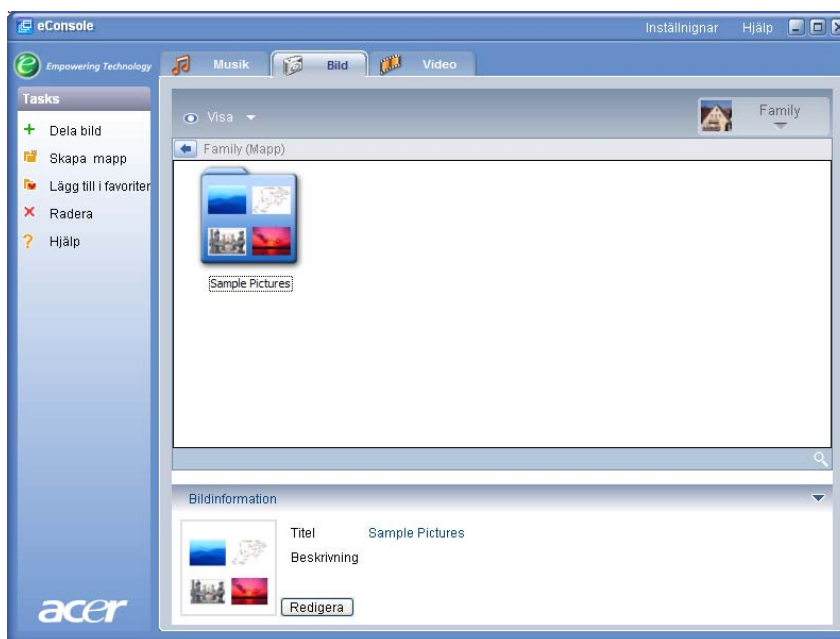 eConsole
Inställnignar Hjälp
Empowering Technology
Musik Bild Video
Tasks
Dela bild
Skapa mapp
Lägg till i favoriter
Radera
Hjälp
Visa
Family
Family (Mapp)
Sample Pictures
Bildinformation
Titel Sample Pictures
Beskrivning
Redigera
acer